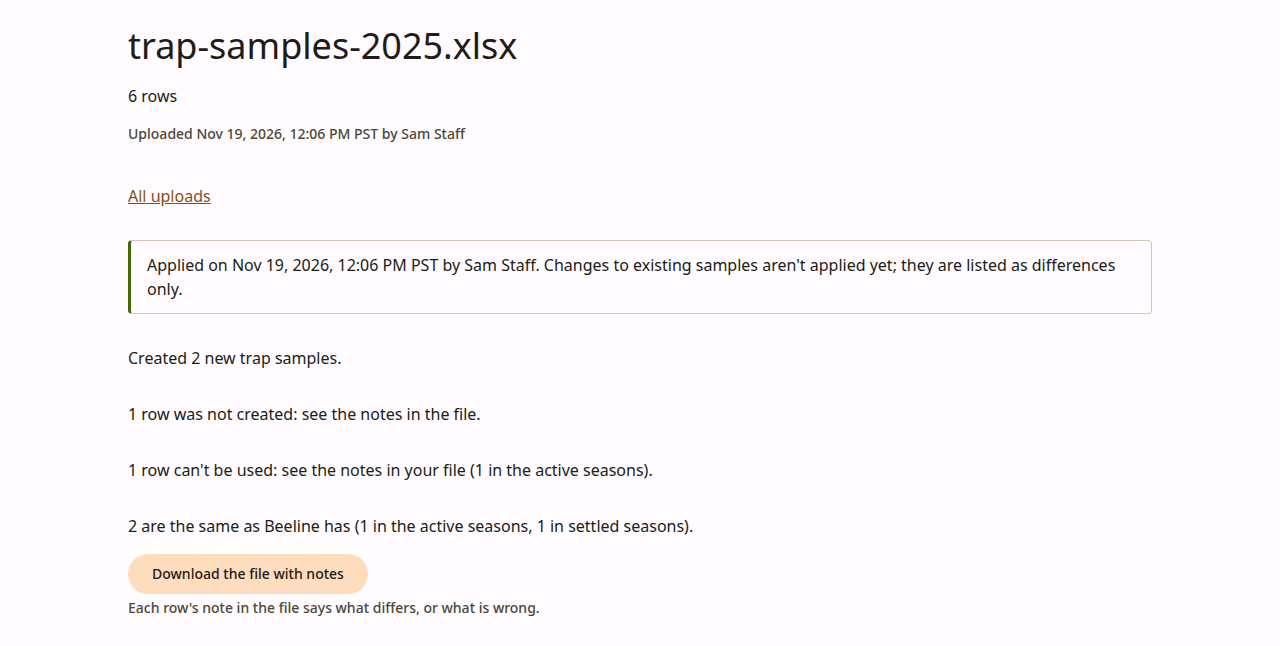 trap-samples-2025.xlsx
6 rows
Uploaded Nov 19, 2026, 12:06 PM PST by Sam Staff
All uploads
Applied on Nov 19, 2026, 12:06 PM PST by Sam Staff. Changes to existing samples aren't applied yet; they are listed as differences
only.
Created 2 new trap samples.
1 row was not created: see the notes in the file.
1 row can't be used: see the notes in your file (1 in the active seasons).
2 are the same as Beeline has (1 in the active seasons, 1 in settled seasons).
Download the file with notes
Each row's note in the file says what differs, or what is wrong.